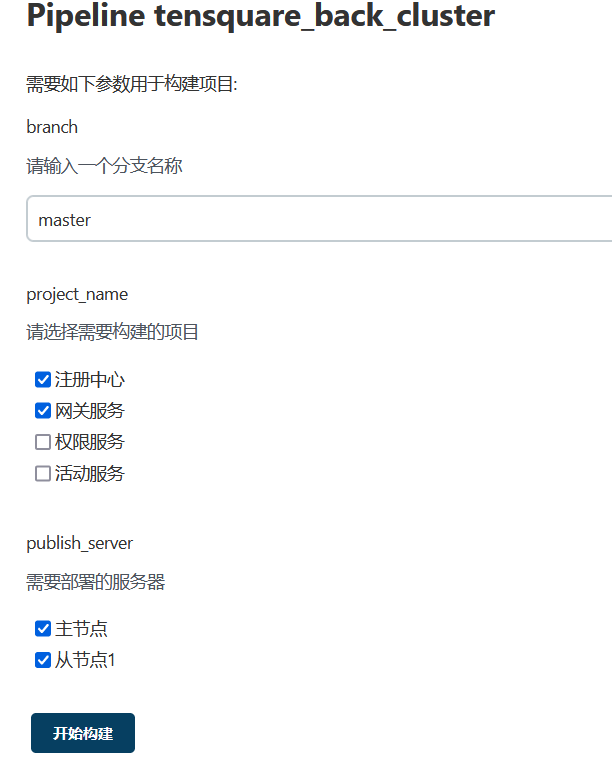 Pipeline tensquare_back_cluster
需要如下参数用于构建项目:
branch
请输入一个分支名称
master
project_name
请选择需要构建的项目
注册中心
网关服务
权限服务
活动服务
publish_server
需要部署的服务器
主节点
从节点1
开始构建